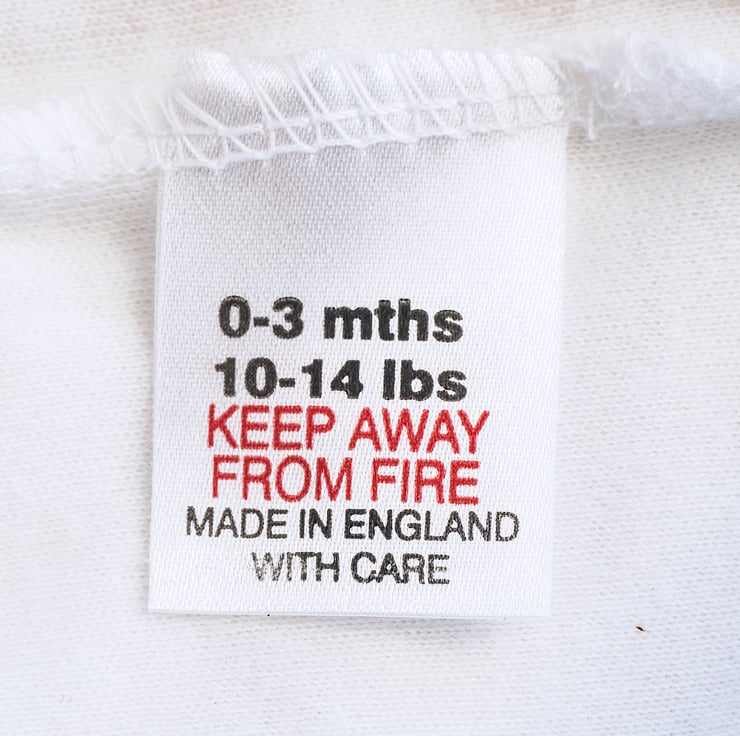 0-3 mths
10-14 lbs
KEEP AWAY
FROM FIRE
MADE IN ENGLAND
WITH CARE